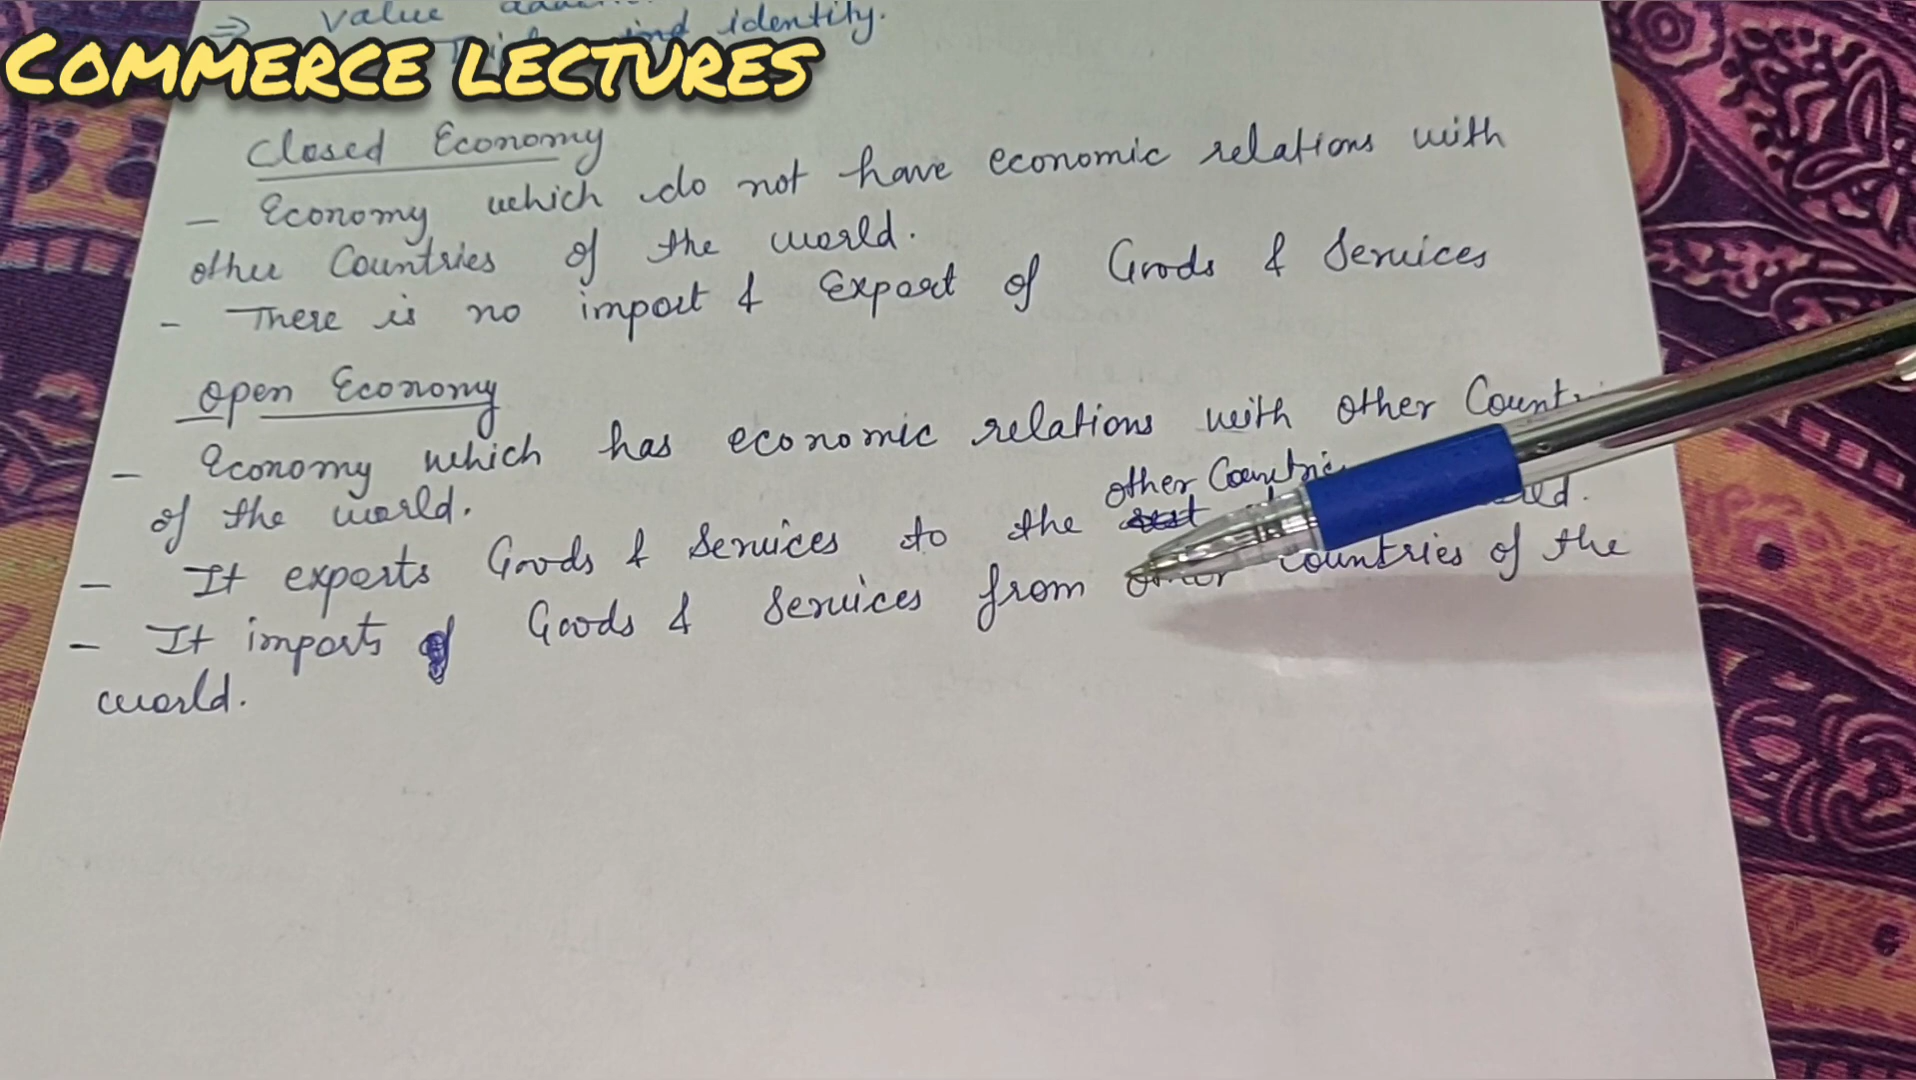 ⇒ value
identity.
COMMERCE LECTURES
Closed Economy
- Economy which do not have economic relations with
other Countries of the world.
- There is no import & Export of Goods & Services
Open Economy
- Economy which has economic relations with other
of the world.
other
- It exports Goods & Services to the
- It imports Goods & Services from other countries of the
world.